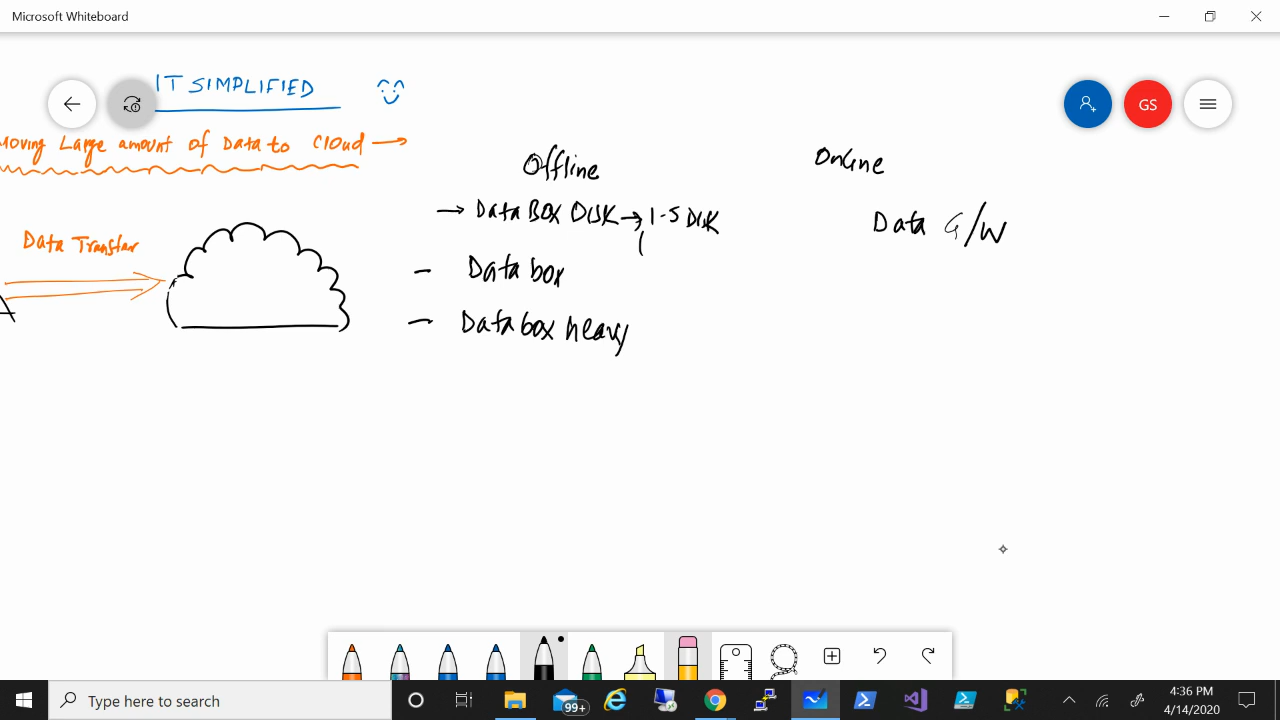 Microsoft Whiteboard
IT SIMPLIFIED
GS
Moving Large amount of Data to Cloud
Offline
Online
Data Box Disk → 1-5 Disk
Data G/W
Data Transfer
- Data box
- Data box heavy
99+
Type here to search
4:36 PM
4/14/2020